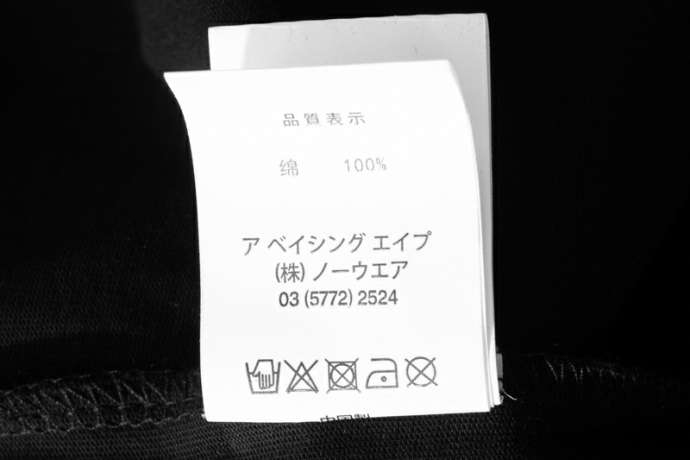 品質表示
绵 100%
ア ベイシング エイプ
(株) ノーウエア
03 (5772) 2524